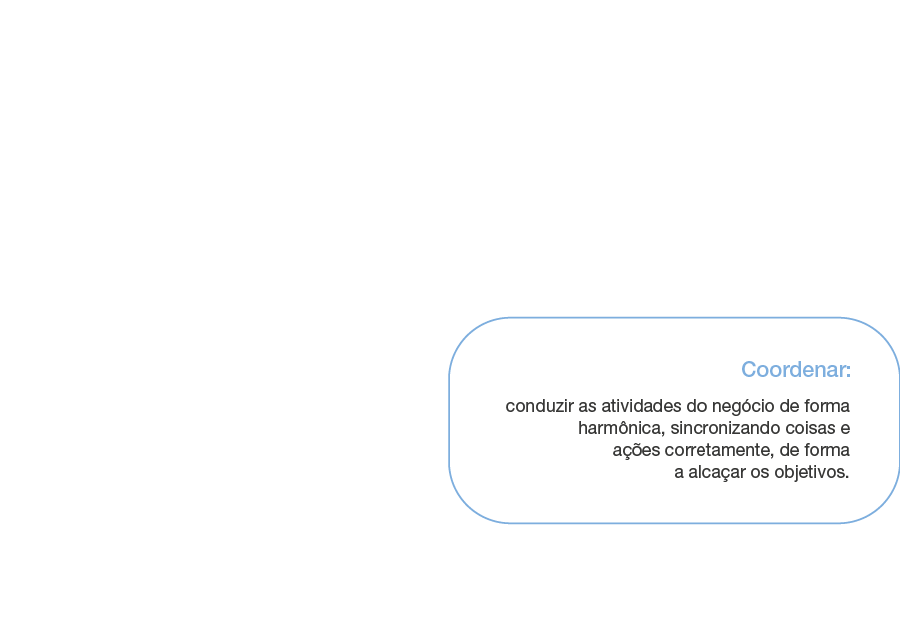 Coordenar:
conduzir as atividades do negócio de forma
harmônica, sincronizando coisas e
ações corretamente, de forma
a alcaçar os objetivos.